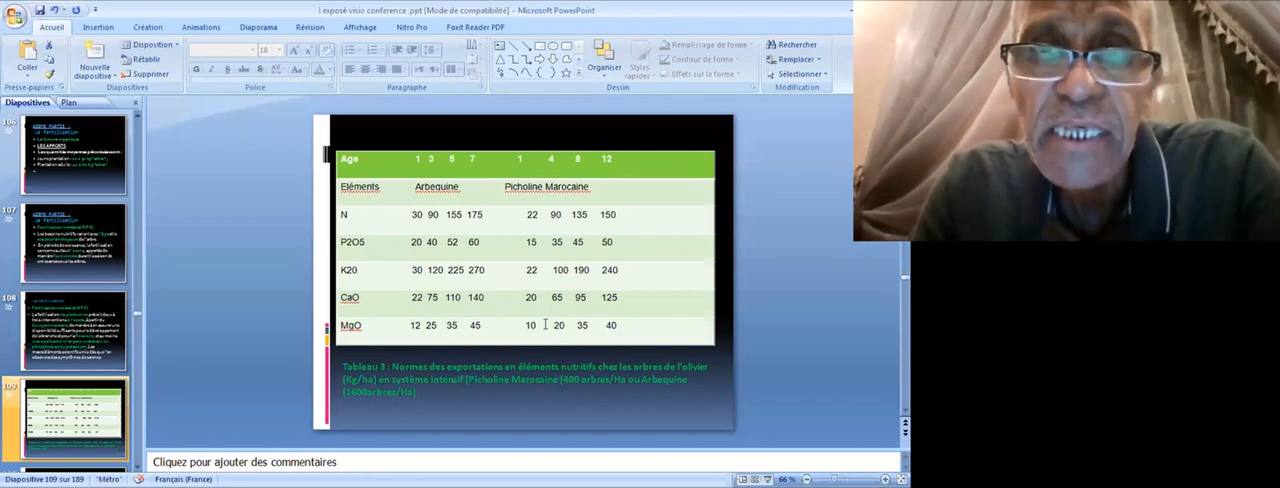 l exposé visio conference .ppt [Mode de compatibilité] - Microsoft PowerPoint
Accueil Insertion Création Animations Diaporama Révision Affichage Nitro Pro Foxit Reader PDF
Coller
Presse-papiers
Nouvelle diapositive
Disposition
Rétablir
Supprimer
Diapositives
18
Police
Paragraphe
Organiser
Styles rapides
Remplissage de forme
Contour de forme
Effets sur la forme
Dessin
Rechercher
Remplacer
Sélectionner
Modification
Diapositives Plan
106
LES APPORTS
107
108
109
Age 1 3 5 7 1 4 8 12
Eléments Arbequine Picholine Marocaine
N 30 90 155 175 22 90 135 150
P2O5 20 40 52 60 15 35 45 50
K20 30 120 225 270 22 100 190 240
CaO 22 75 110 140 20 65 95 125
MgO 12 25 35 45 10 20 35 40
Tableau 3 : Normes des exportations en éléments nutritifs chez les arbres de l'olivier
(Kg/ha) en système intensif (Picholine Marocaine (400 arbres/Ha ou Arbequine
(1600arbres/Ha)
Cliquez pour ajouter des commentaires
Diapositive 109 sur 189 "Métro" Français (France) 66 %